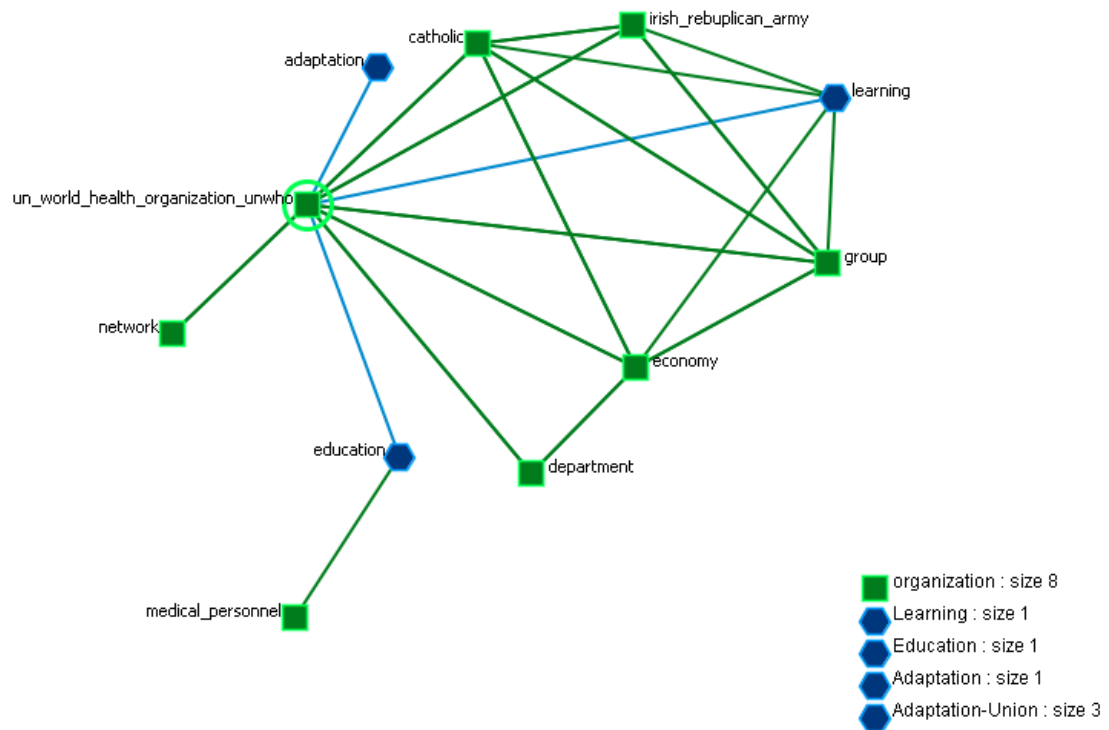 irish_rebuplican_army
catholic
adaptation
learning
un_world_health_organization_unwho
group
network
economy
education
department
medical_personnel
organization : size 8
Learning : size 1
Education : size 1
Adaptation : size 1
Adaptation-Union : size 3